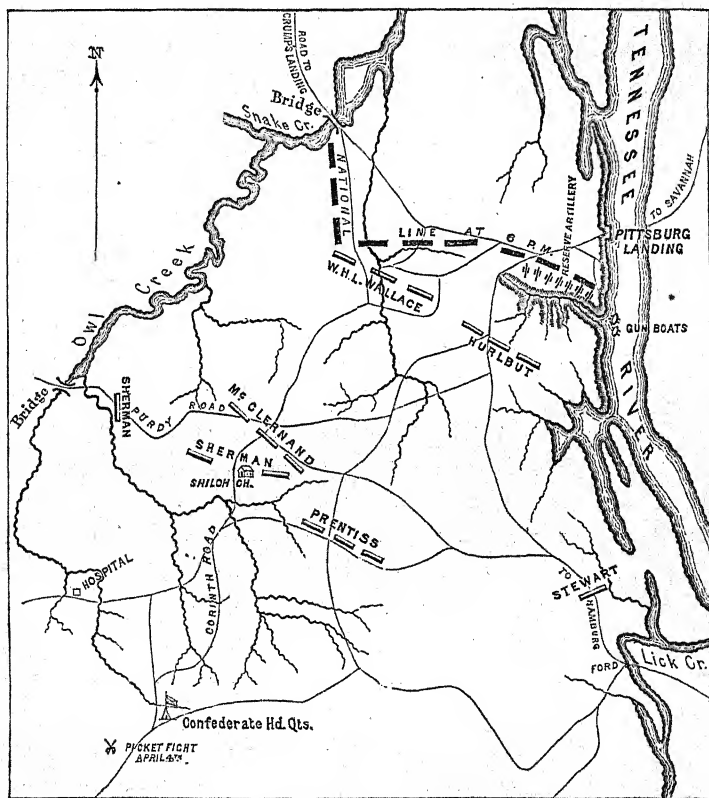 N
ROAD TO
CRUMPS LANDING
Bridge
Snake Cr.
TENNESSEE
RIVER
TO SAVANNAH
NATIONAL
LINE AT 6 P.M.
RESERVE ARTILLERY
PITTSBURG
LANDING
W.H.L. WALLACE
GUN BOATS
Owl Creek
HURLBUT
Bridge
SHERMAN
PURDY ROAD
McCLERNAND
SHERMAN
SHILOH CH.
PRENTISS
HOSPITAL
CORINTH ROAD
TO
HAMBURG
STEWART
FORD
Lick Cr.
Confederate Hd. Qts.
PICKET FIGHT
APRIL 4TH